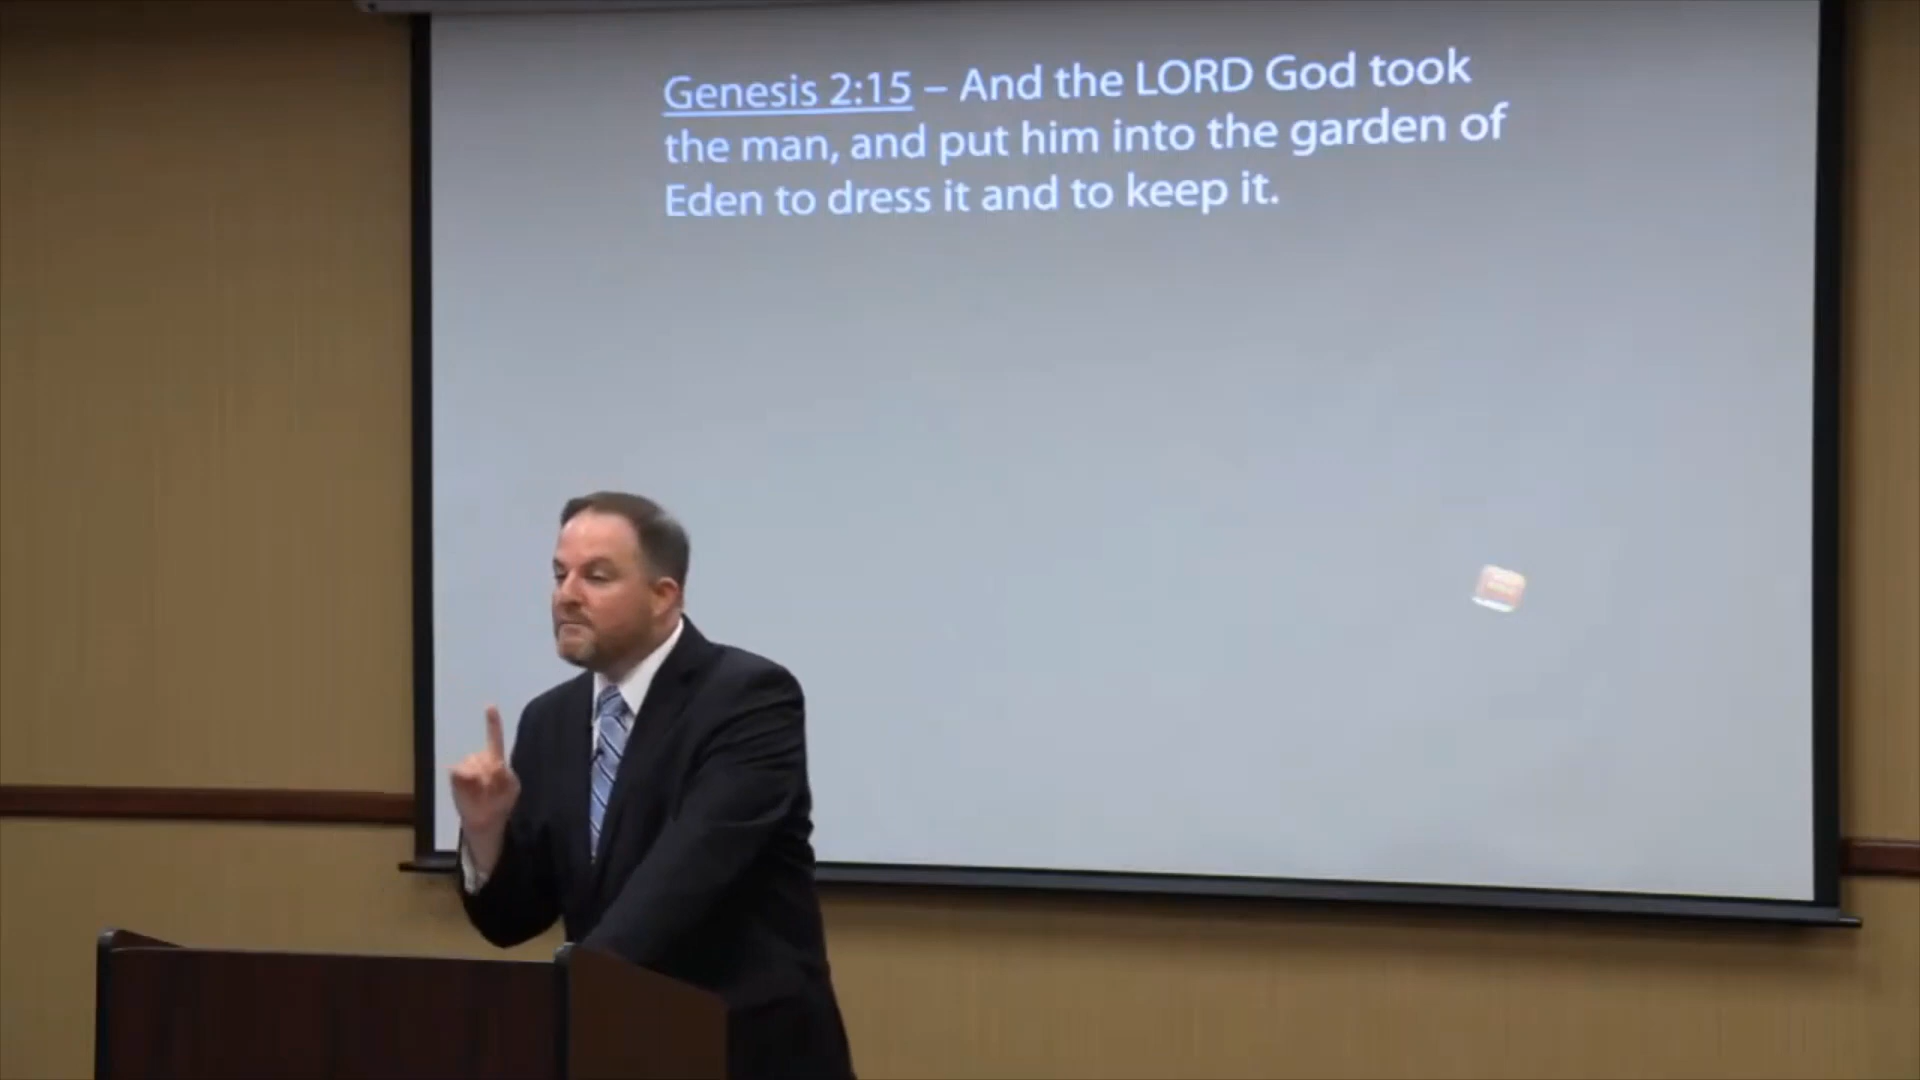 Genesis 2:15 – And the LORD God took
the man, and put him into the garden of
Eden to dress it and to keep it.